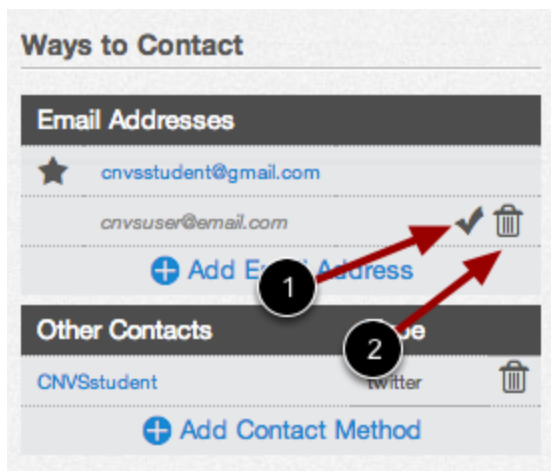 Ways to Contact
Email Addresses
cnvsstudent@gmail.com
cnvsuser@email.com
Add Address
1
Other Contacts
2
CNVSstudent twitter
Add Contact Method